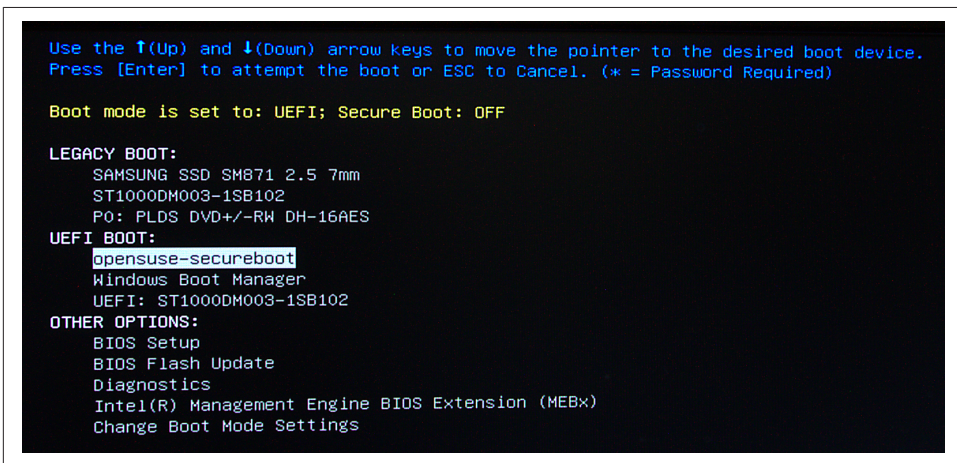 Use the ↑(Up) and ↓(Down) arrow keys to move the pointer to the desired boot device.
Press [Enter] to attempt the boot or ESC to Cancel. (* = Password Required)
Boot mode is set to: UEFI; Secure Boot: OFF
LEGACY BOOT:
SAMSUNG SSD SM871 2.5 7mm
ST1000DM003-1SB102
PO: PLDS DVD+/-RW DH-16AES
UEFI BOOT:
opensuse-secureboot
Windows Boot Manager
UEFI: ST1000DM003-1SB102
OTHER OPTIONS:
BIOS Setup
BIOS Flash Update
Diagnostics
Intel(R) Management Engine BIOS Extension (MEBx)
Change Boot Mode Settings